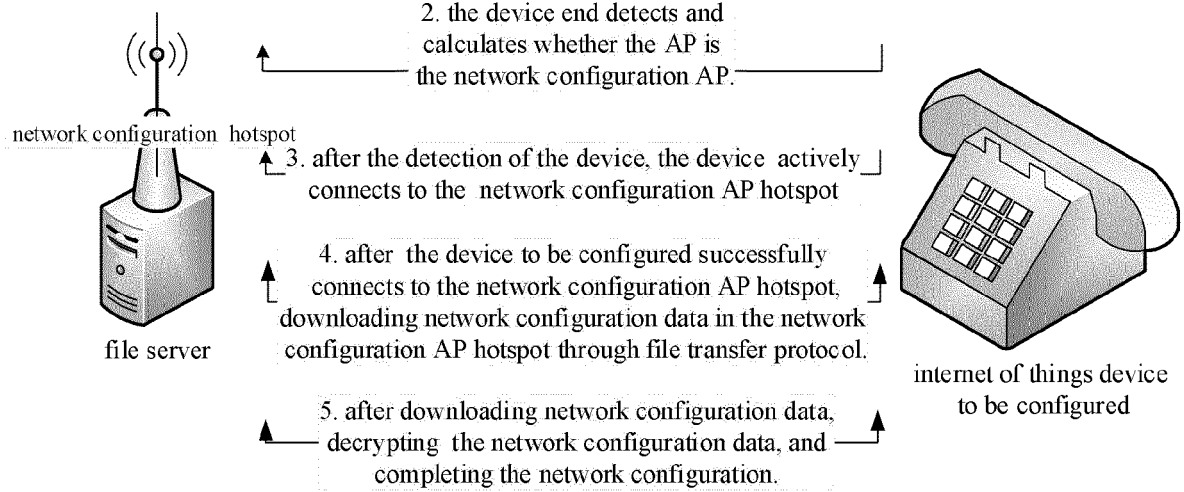 2. the device end detects and
calculates whether the AP is
the network configuration AP.
network configuration hotspot
3. after the detection of the device, the device actively
connects to the network configuration AP hotspot
4. after the device to be configured successfully
connects to the network configuration AP hotspot,
downloading network configuration data in the network
configuration AP hotspot through file transfer protocol.
file server
internet of things device
to be configured
5. after downloading network configuration data,
decrypting the network configuration data, and
completing the network configuration.